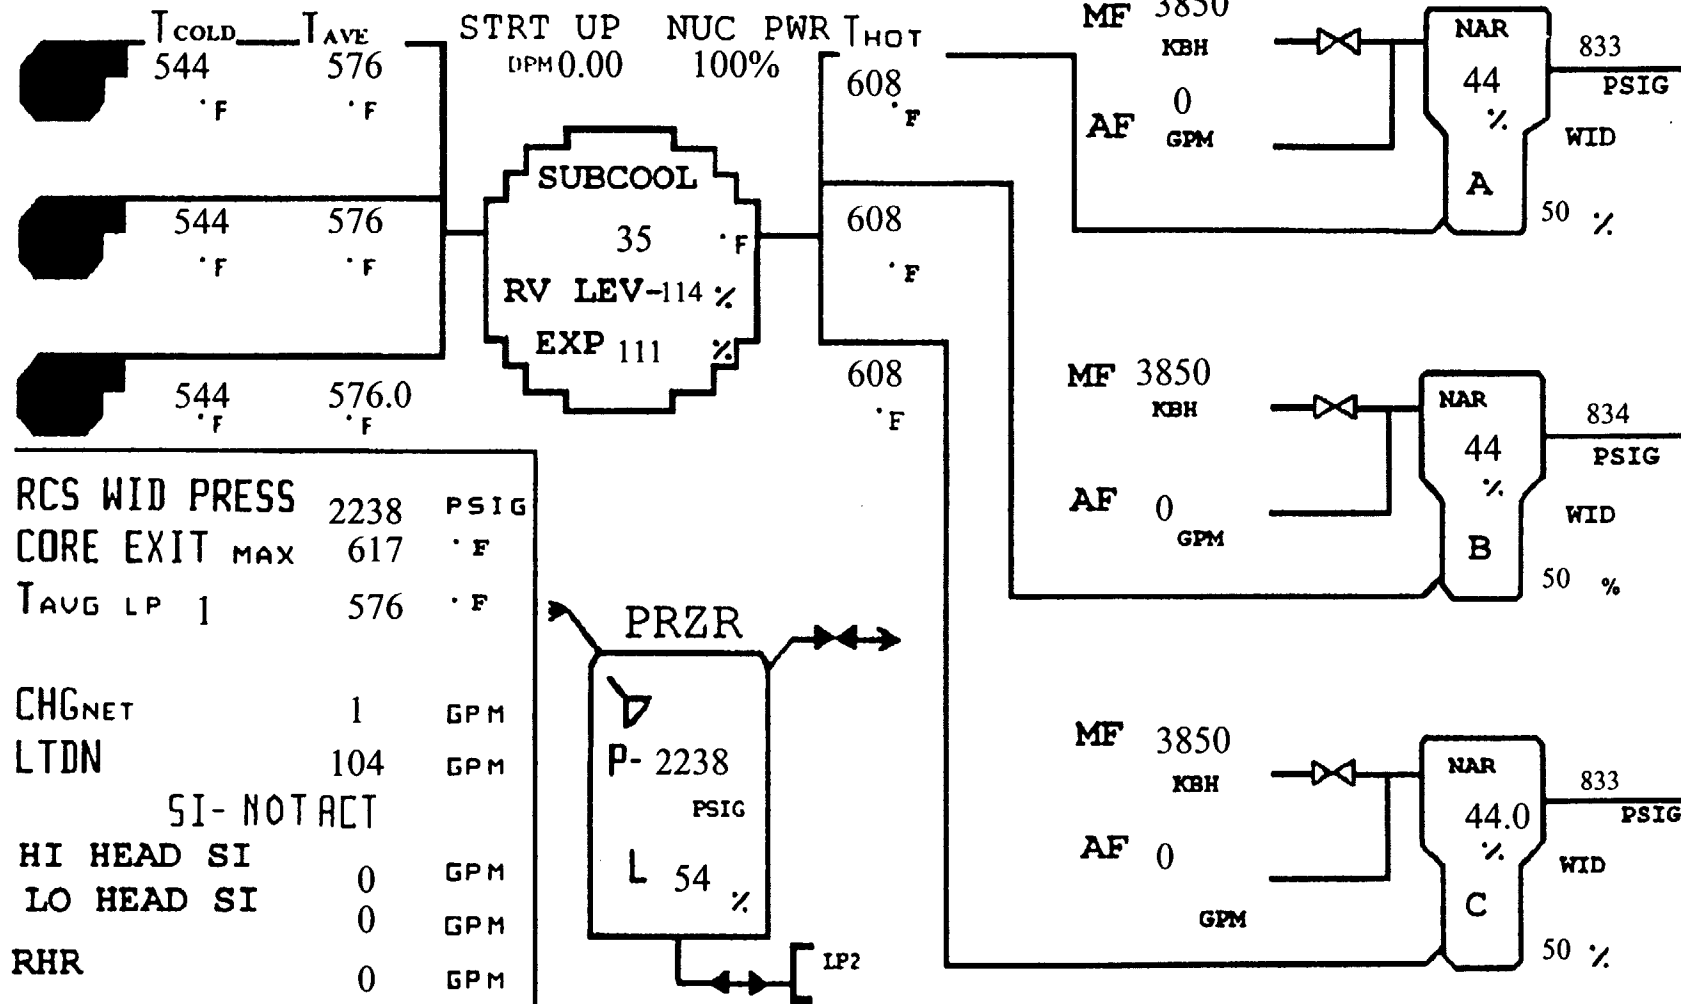 TCOLD TAVE STRT UP NUC PWR THOT
544 576 DPM 0.00 100% 608
°F °F °F
544 576 608
°F °F °F
544 576.0 608
°F °F °F
SUBCOOL
35 °F
RV LEV-114 %
EXP 111 %
MF 3850
KBH
AF 0
GPM
NAR
44
%
A
833
PSIG
WID
50 %
MF 3850
KBH
AF 0
GPM
NAR
44
%
B
834
PSIG
WID
50 %
MF 3850
KBH
AF 0
GPM
NAR
44.0
%
C
833
PSIG
WID
50 %
RCS WID PRESS 2238 PSIG
CORE EXIT MAX 617 °F
TAVG LP 1 576 °F
CHGNET 1 GPM
LTDN 104 GPM
SI- NOT ACT
HI HEAD SI 0 GPM
LO HEAD SI 0 GPM
RHR 0 GPM
PRZR
P- 2238
PSIG
L 54
%
LP2